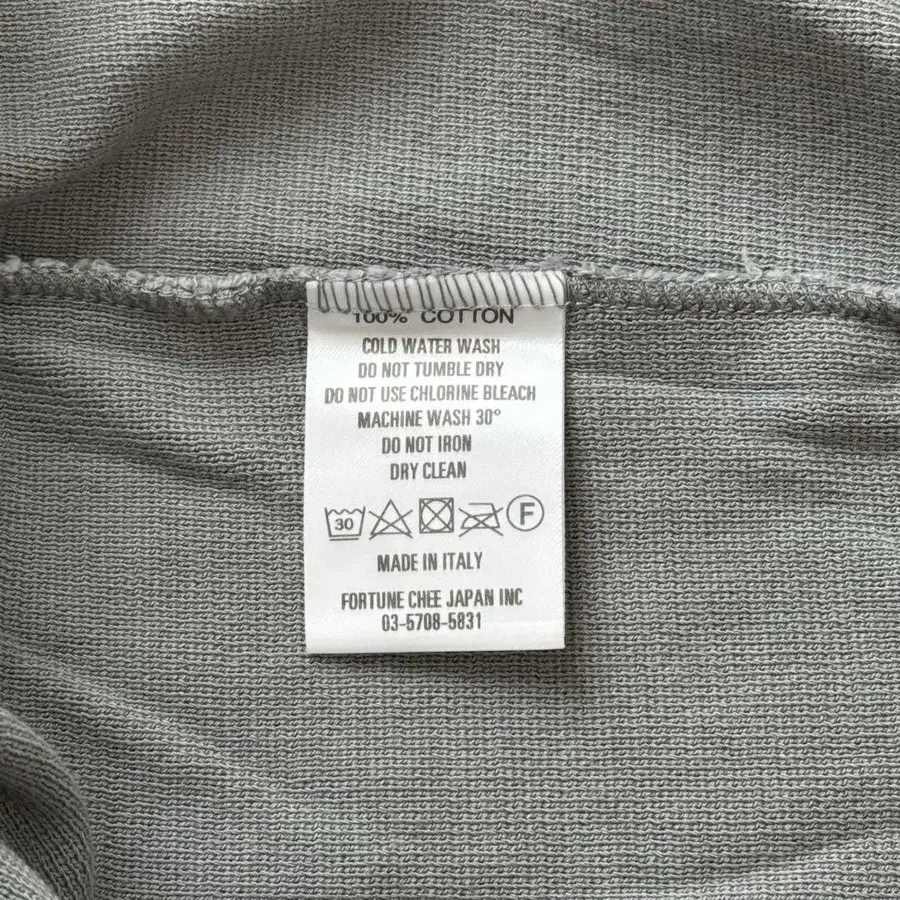 100% COTTON
COLD WATER WASH
DO NOT TUMBLE DRY
DO NOT USE CHLORINE BLEACH
MACHINE WASH 30°
DO NOT IRON
DRY CLEAN
30 F
MADE IN ITALY
FORTUNE CHEE JAPAN INC
03-5708-5831